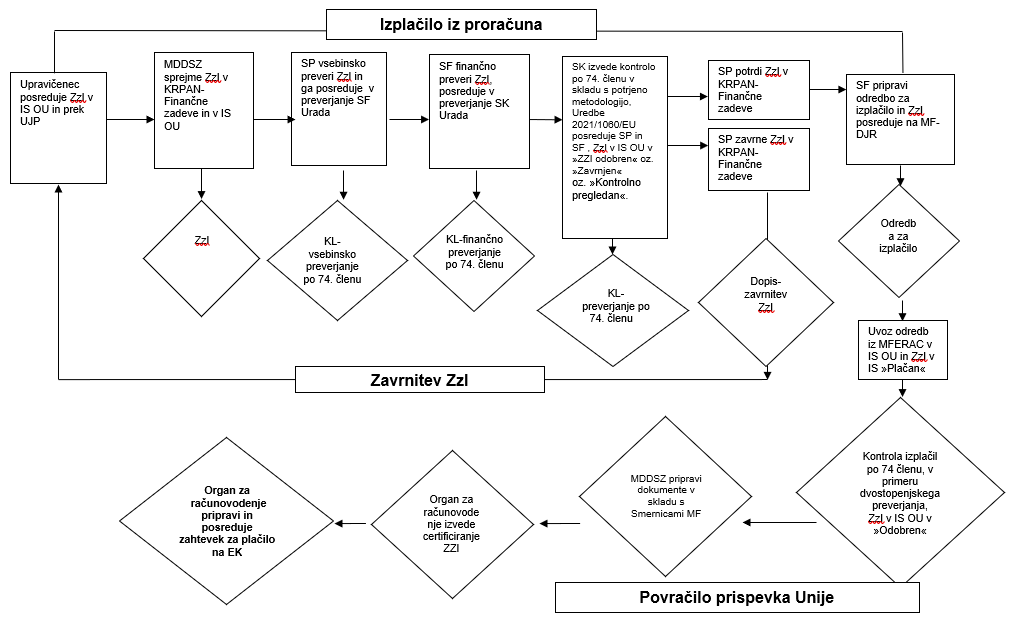 Izplačilo iz proračuna
Upravičenec
posreduje ZzI v
IS OU in prek
UJP
MDDSZ
sprejme ZzI v
KRPAN-
Finančne
zadeve in v IS
OU
SP vsebinsko
preveri ZzI in
ga posreduje v
preverjanje SF
Urada
SF finančno
preveri ZzI,
posreduje v
preverjanje SK
Urada
SK izvede kontrolo
po 74. členu v
skladu s potrjeno
metodologijo,
Uredbe
2021/1060/EU
posreduje SP in
SF , ZzI v IS OU v
»ZZI odobren« oz.
»Zavrnjen«
oz. »Kontrolno
pregledan«.
SP potrdi ZzI v
KRPAN-
Finančne
zadeve
SP zavrne ZzI v
KRPAN-
Finančne
zadeve
SF pripravi
odredbo za
izplačilo in ZzI
posreduje na MF-
DJR
ZzI
KL-
vsebinsko
preverjanje
po 74. členu
KL-finančno
preverjanje
po 74. členu
KL-
preverjanje po
74. členu
Dopis-
zavrnitev
ZzI
Odredb
a za
izplačilo
Uvoz odredb
iz MFERAC v
IS OU in ZzI v
IS »Plačan«
Zavrnitev ZzI
Kontrola izplačil
po 74 členu, v
primeru
dvostopenjskega
preverjanja,
ZzI v IS OU v
»Odobren«
MDDSZ pripravi
dokumente v
skladu s
Smernicami MF
Organ za
računovode
nje izvede
certificiranje
ZZI
Organ za
računovodenje
pripravi in
posreduje
zahtevek za plačilo
na EK
Povračilo prispevka Unije